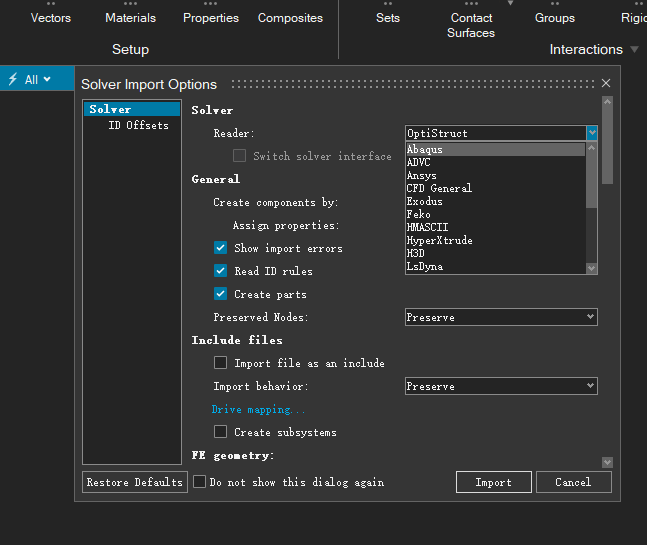 Vectors Materials Properties Composites Sets Contact Surfaces Groups Rigid
Setup Interactions
All
Solver Import Options
Solver
ID Offsets
Solver
Reader: OptiStruct
Switch solver interface
Abaqus
ADVC
Ansys
CFD General
Exodus
Feko
HMASCII
HyperXtrude
H3D
LsDyna
General
Create components by:
Assign properties:
Show import errors
Read ID rules
Create parts
Preserved Nodes: Preserve
Include files
Import file as an include
Import behavior: Preserve
Drive mapping...
Create subsystems
FE geometry:
Restore Defaults Do not show this dialog again Import Cancel